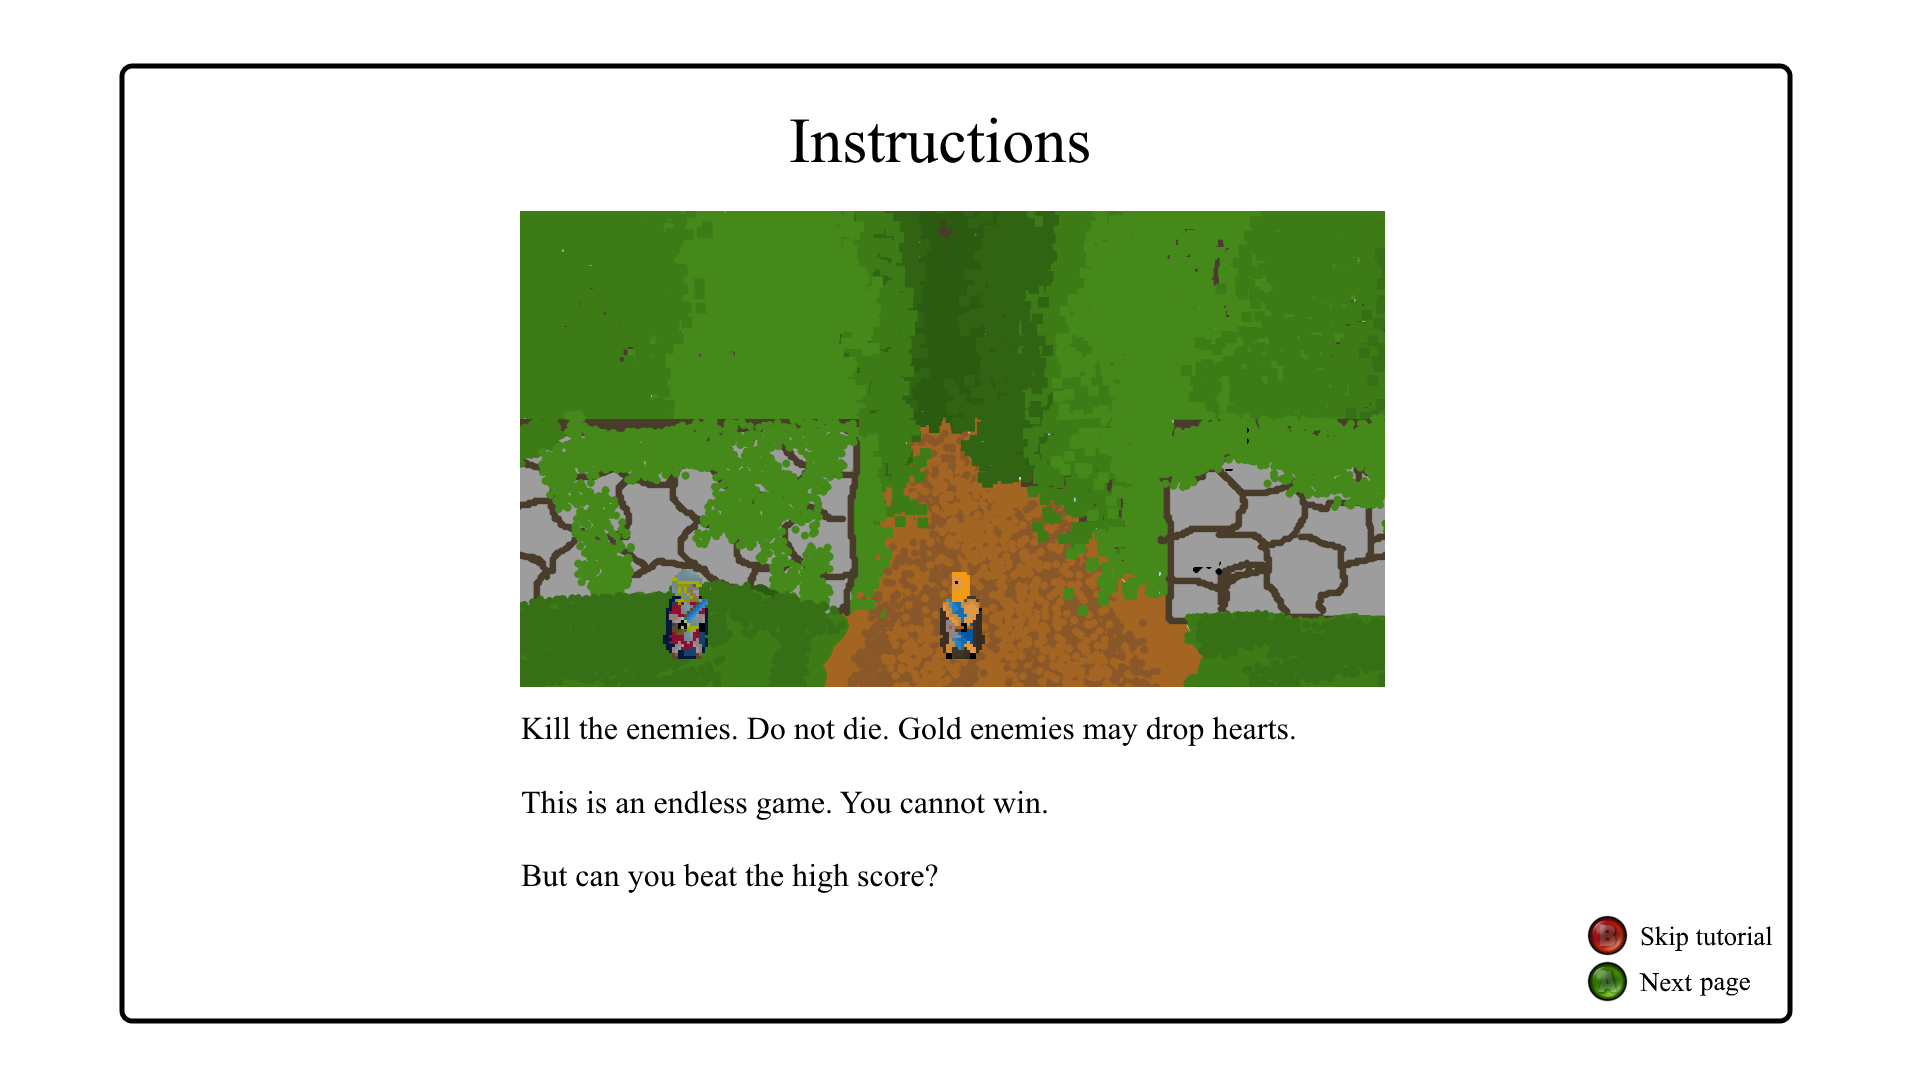 Instructions
Kill the enemies. Do not die. Gold enemies may drop hearts.
This is an endless game. You cannot win.
But can you beat the high score?
B Skip tutorial
A Next page